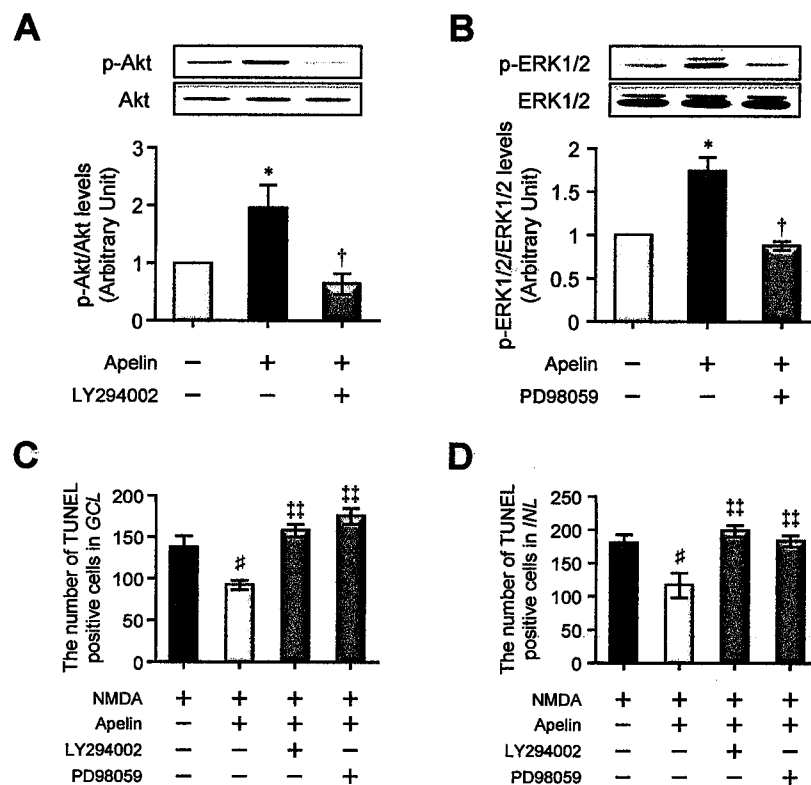 A
p-Akt
Akt
p-Akt/Akt levels
(Arbitrary Unit)
3
2
1
0
*
†
Apelin − + +
LY294002 − − +
B
p-ERK1/2
ERK1/2
p-ERK1/2/ERK1/2 levels
(Arbitrary Unit)
2
1.5
1
0.5
0
*
†
Apelin − + +
PD98059 − − +
C
The number of TUNEL
positive cells in GCL
200
150
100
50
0
♯
‡‡
‡‡
NMDA + + + +
Apelin − + + +
LY294002 − − + −
PD98059 − − − +
D
The number of TUNEL
positive cells in INL
250
200
150
100
50
0
♯
‡‡
‡‡
NMDA + + + +
Apelin − + + +
LY294002 − − + −
PD98059 − − − +